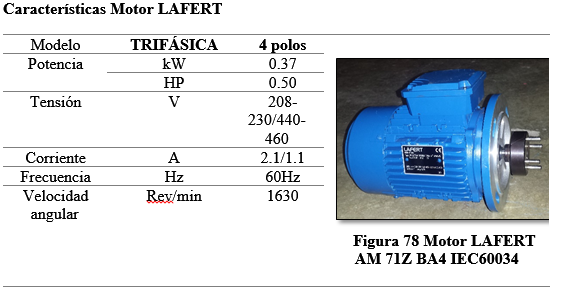 Características Motor LAFERT
Modelo TRIFÁSICA 4 polos
Potencia kW 0.37
HP 0.50
Tensión V 208-
230/440-
460
Corriente A 2.1/1.1
Frecuencia Hz 60Hz
Velocidad Rev/min 1630
angular
LAFERT
Figura 78 Motor LAFERT
AM 71Z BA4 IEC60034